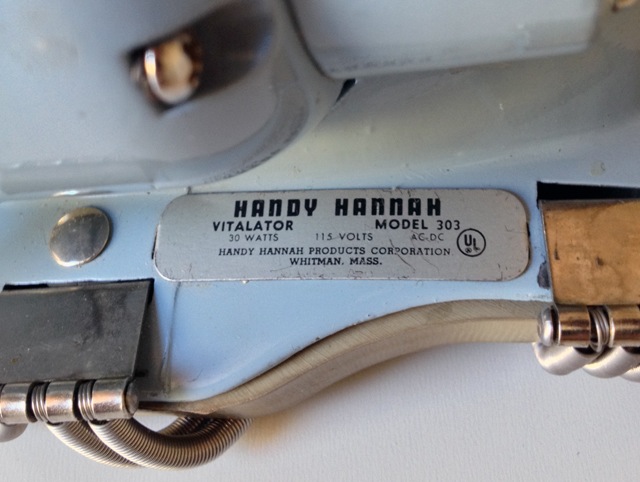 HANDY HANNAH
VITALATOR MODEL 303
30 WATTS 115 VOLTS AC-DC
UL
HANDY HANNAH PRODUCTS CORPORATION
WHITMAN, MASS.